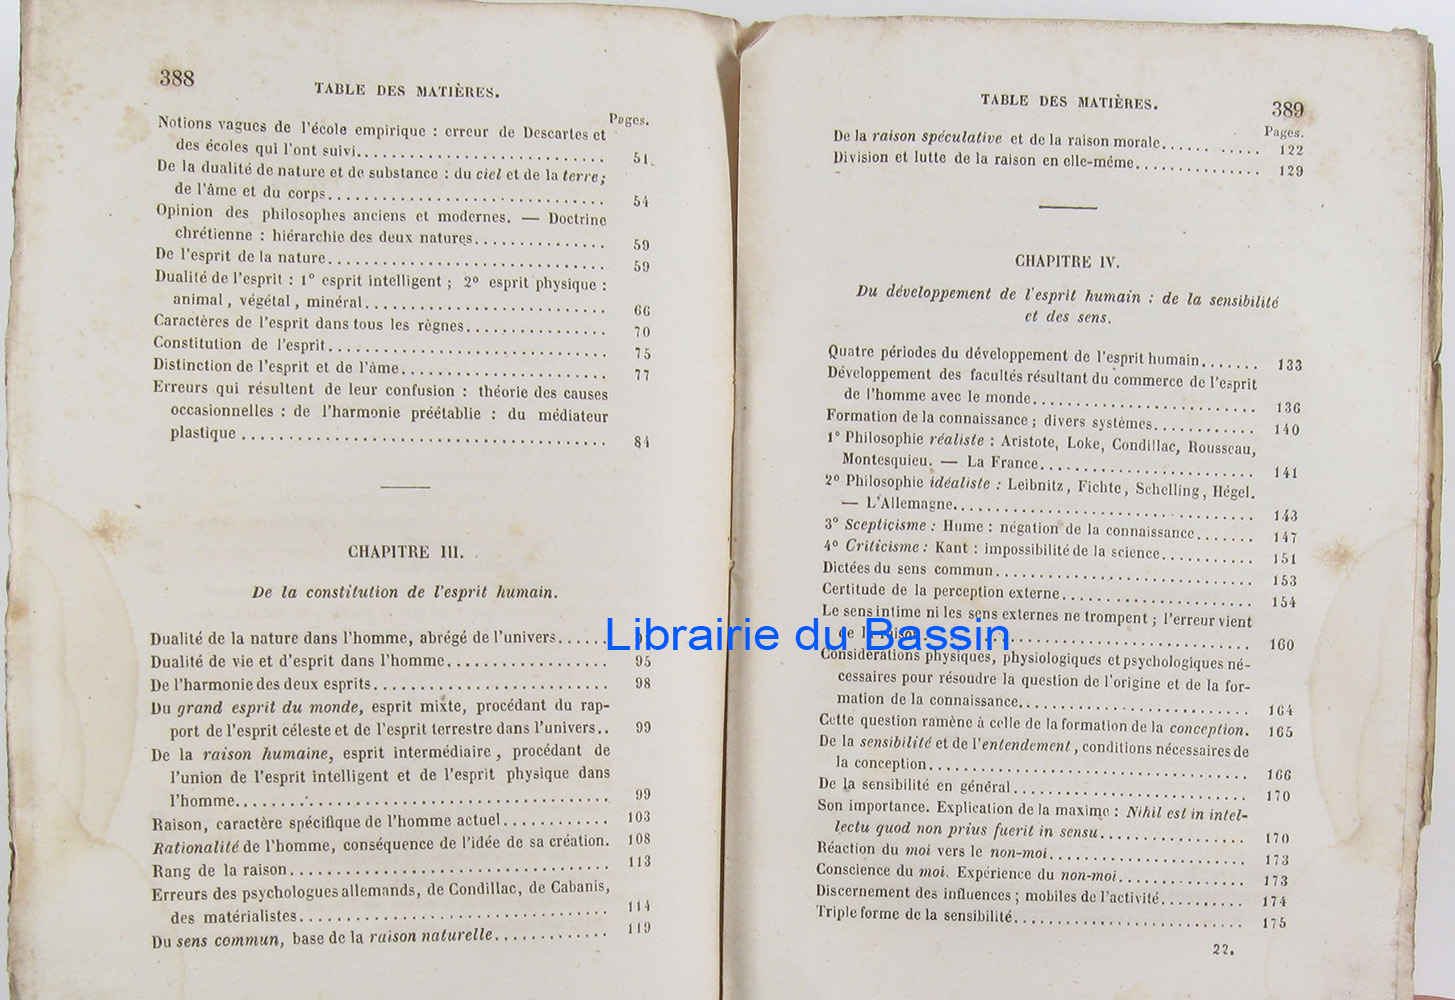 388
TABLE DES MATIÈRES.
Pages.
Notions vagues de l'école empirique : erreur de Descartes et
des écoles qui l'ont suivi........................... 51
De la dualité de nature et de substance : du ciel et de la terre;
de l'âme et du corps.............................. 54
Opinion des philosophes anciens et modernes. — Doctrine
chrétienne : hiérarchie des deux natures............... 59
De l'esprit de la nature.............................. 59
Dualité de l'esprit : 1° esprit intelligent ; 2° esprit physique :
animal, végétal, minéral.......................... 66
Caractères de l'esprit dans tous les règnes............... 70
Constitution de l'esprit.............................. 75
Distinction de l'esprit et de l'âme...................... 77
Erreurs qui résultent de leur confusion : théorie des causes
occasionnelles : de l'harmonie préétablie : du médiateur
plastique ....................................... 84
CHAPITRE III.
De la constitution de l'esprit humain.
Dualité de la nature dans l'homme, abrégé de l'univers......
Dualité de vie et d'esprit dans l'homme................. 95
De l'harmonie des deux esprits......................... 98
Du grand esprit du monde, esprit mixte, procédant du rap-
port de l'esprit céleste et de l'esprit terrestre dans l'univers.. 99
De la raison humaine, esprit intermédiaire, procédant de
l'union de l'esprit intelligent et de l'esprit physique dans
l'homme........................................ 99
Raison, caractère spécifique de l'homme actuel............ 103
Rationalité de l'homme, conséquence de l'idée de sa création. 108
Rang de la raison................................... 113
Erreurs des psychologues allemands, de Condillac, de Cabanis,
des matérialistes................................. 114
Du sens commun, base de la raison naturelle............. 119
TABLE DES MATIÈRES.
389
Pages.
De la raison spéculative et de la raison morale...... ..... 122
Division et lutte de la raison en elle-même............... 129
CHAPITRE IV.
Du développement de l'esprit humain : de la sensibilité
et des sens.
Quatre périodes du développement de l'esprit humain....... 133
Développement des facultés résultant du commerce de l'esprit
de l'homme avec le monde......................... 136
Formation de la connaissance ; divers systèmes............ 140
1° Philosophie réaliste : Aristote, Loke, Condillac, Rousseau,
Montesquieu. — La France........................ 141
2° Philosophie idéaliste : Leibnitz, Fichte, Schelling, Hégel.
— L'Allemagne.................................. 143
3° Scepticisme : Hume : négation de la connaissance....... 147
4° Criticisme : Kant : impossibilité de la science........... 151
Dictées du sens commun............................. 153
Certitude de la perception externe...................... 154
Le sens intime ni les sens externes ne trompent ; l'erreur vient
de la raison.................................... 160
Considérations physiques, physiologiques et psychologiques né-
cessaires pour résoudre la question de l'origine et de la for-
mation de la connaissance.......................... 164
Cette question ramène à celle de la formation de la conception. 165
De la sensibilité et de l'entendement, conditions nécessaires de
la conception................................... 166
De la sensibilité en général........................... 170
Son importance. Explication de la maxime : Nihil est in intel-
lectu quod non prius fuerit in sensu................. 170
Réaction du moi vers le non-moi....................... 173
Conscience du moi. Expérience du non-moi.............. 173
Discernement des influences ; mobiles de l'activité.......... 174
Triple forme de la sensibilité.......................... 175
22.
Librairie du Bassin